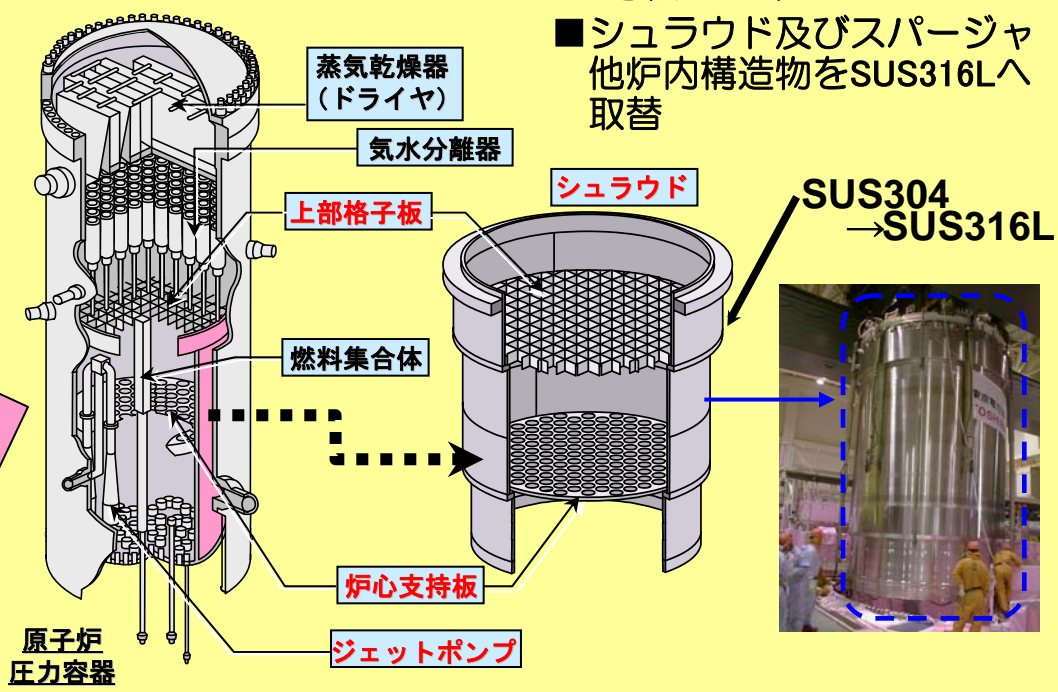 ■シュラウド及びスパージャ
他炉内構造物をSUS316Lへ
取替
蒸気乾燥器
(ドライヤ)
気水分離器
上部格子板
シュラウド
SUS304
→SUS316L
燃料集合体
炉心支持板
ジェットポンプ
原子炉
圧力容器